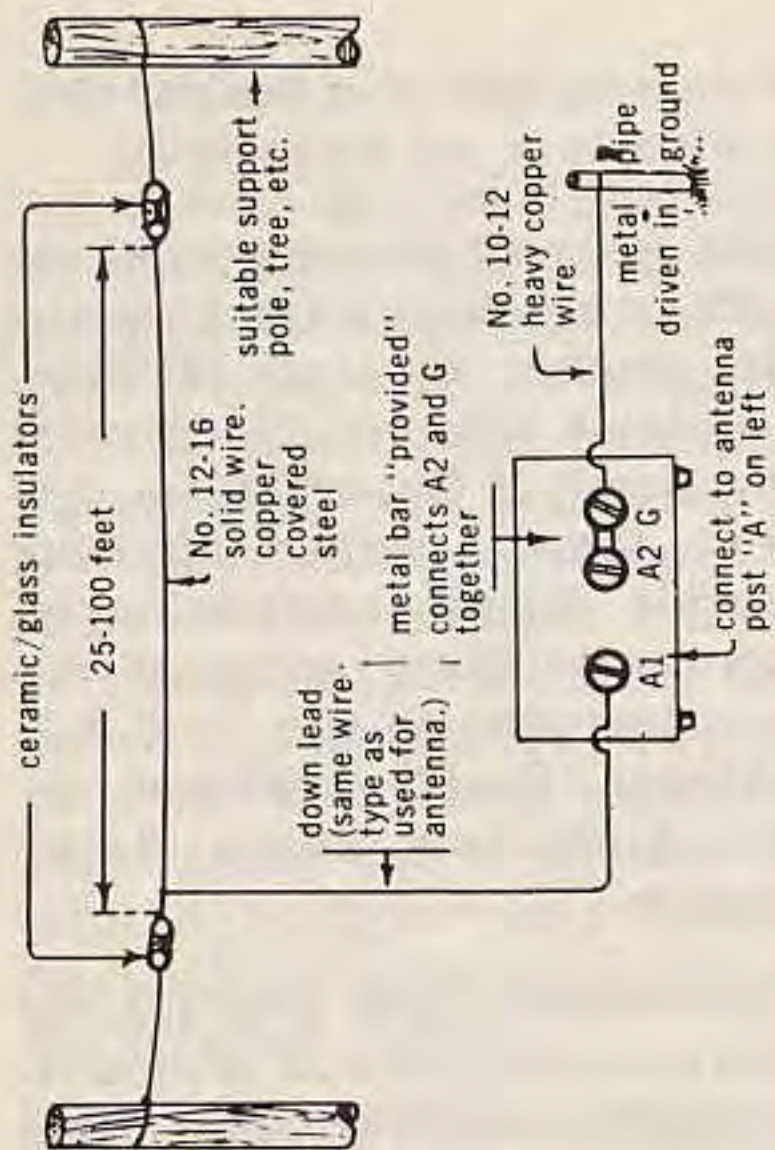 ceramic/glass insulators
25-100 feet
No. 12-16
solid wire.
copper
covered
steel
suitable support
pole, tree, etc.
down lead
(same wire.
type as
used for
antenna.)
metal bar "provided"
connects A2 and G
together
No. 10-12
heavy copper
wire
metal pipe
driven in ground
A1 A2 G
connect to antenna
post "A" on left